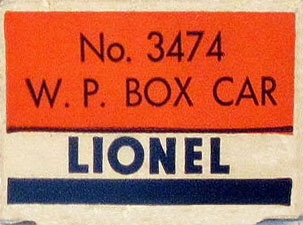 No. 3474
W. P. BOX CAR
LIONEL